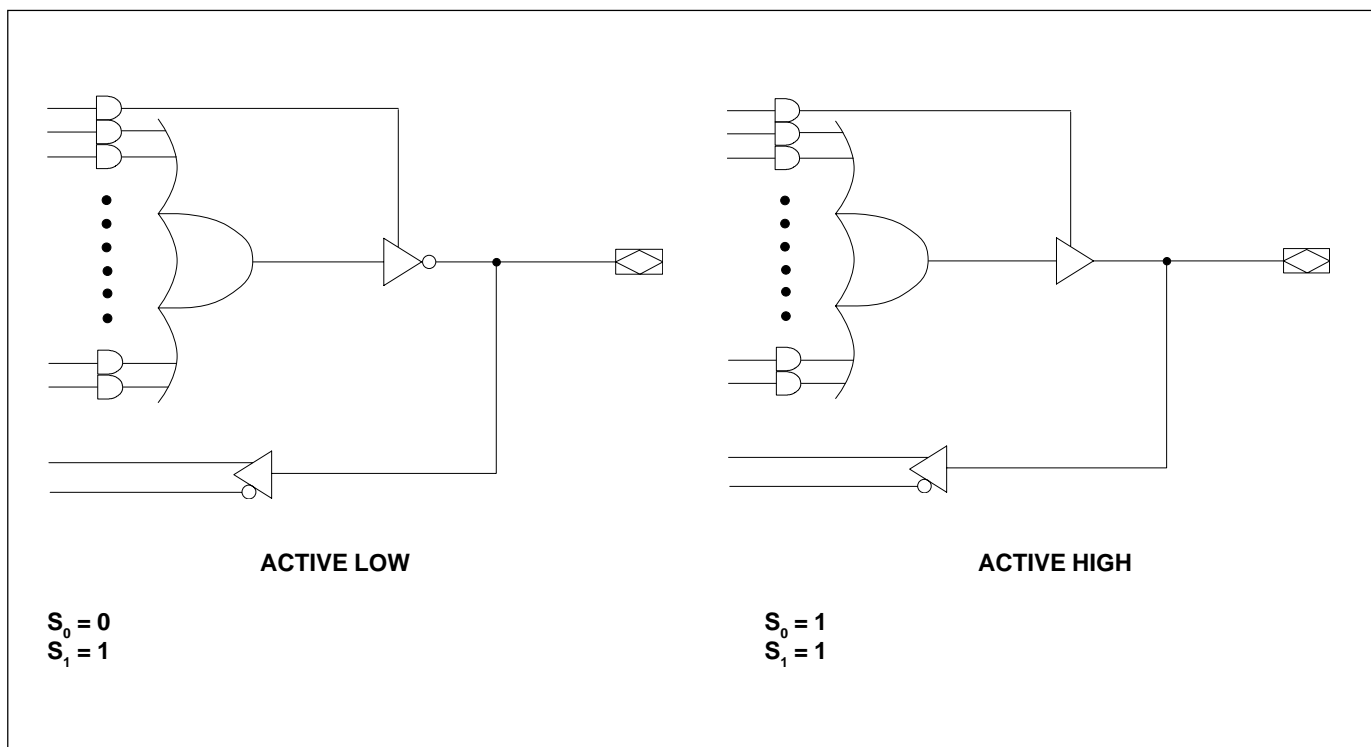 ACTIVE LOW
S₀ = 0
S₁ = 1
ACTIVE HIGH
S₀ = 1
S₁ = 1